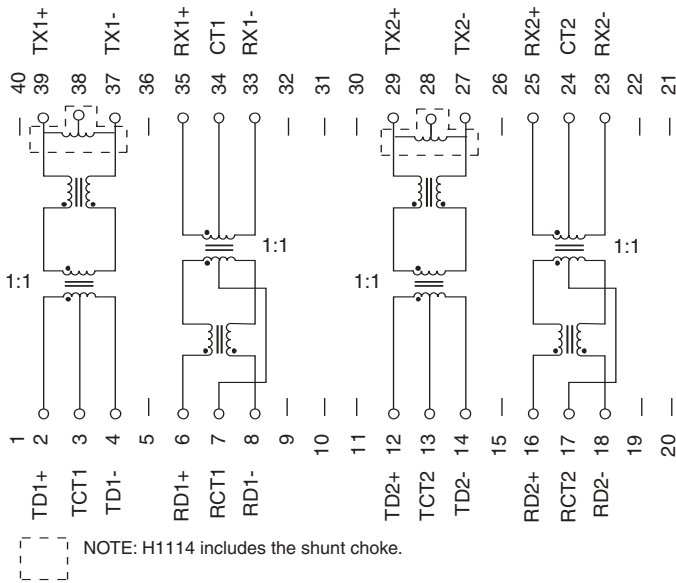 TX1+ TX1- RX1+ CT1 RX1- TX2+ TX2- RX2+ CT2 RX2-
40 39 38 37 36 35 34 33 32 31 30 29 28 27 26 25 24 23 22 21
1:1
1:1
1:1
1:1
1 2 3 4 5 6 7 8 9 10 11 12 13 14 15 16 17 18 19 20
TD1+ TCT1 TD1- RD1+ RCT1 RD1- TD2+ TCT2 TD2- RD2+ RCT2 RD2-
NOTE: H1114 includes the shunt choke.